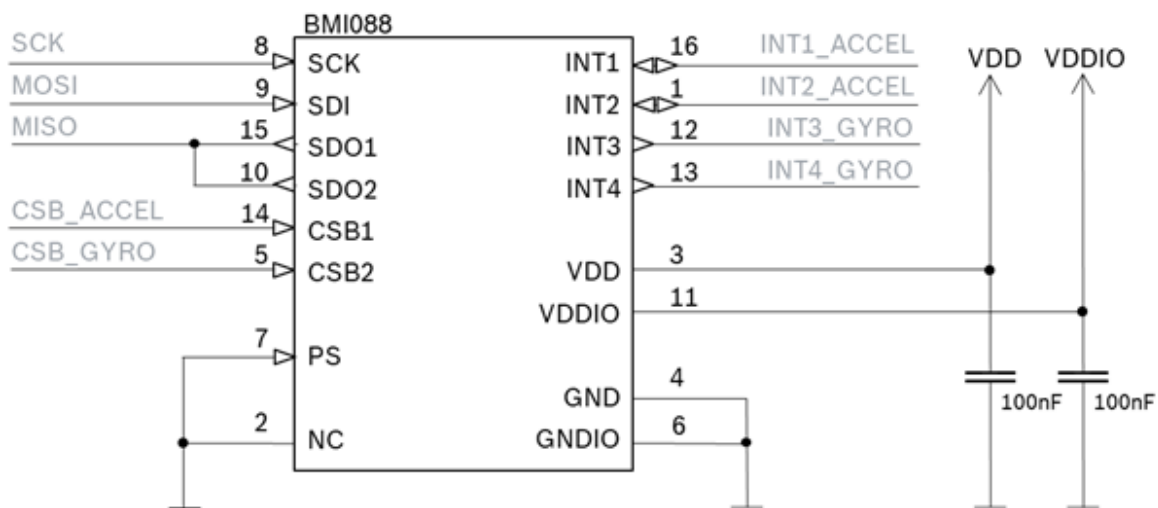 BMI088
SCK 8 SCK
MOSI 9 SDI
MISO 15 SDO1
10 SDO2
CSB_ACCEL 14 CSB1
CSB_GYRO 5 CSB2
7 PS
2 NC
INT1 16 INT1_ACCEL
INT2 1 INT2_ACCEL
INT3 12 INT3_GYRO
INT4 13 INT4_GYRO
VDD 3
VDDIO 11
GND 4
GNDIO 6
VDD VDDIO
100nF 100nF